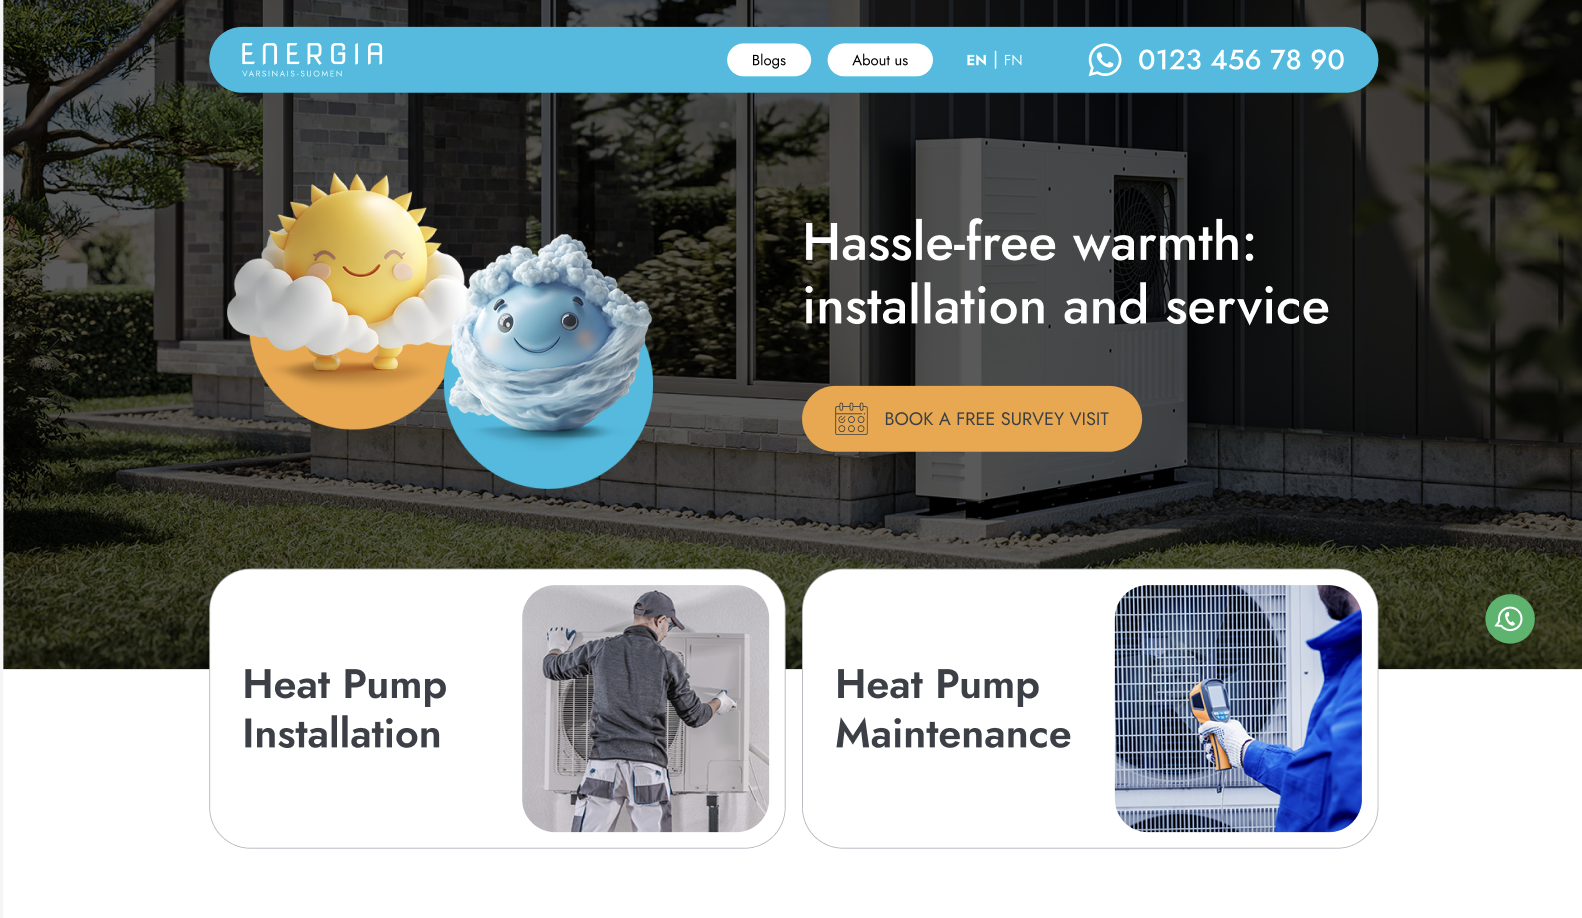 ENERGIA
VARSINAIS-SUOMEN
Blogs
About us
EN | FN
0123 456 78 90
Hassle-free warmth:
installation and service
BOOK A FREE SURVEY VISIT
Heat Pump
Installation
Heat Pump
Maintenance